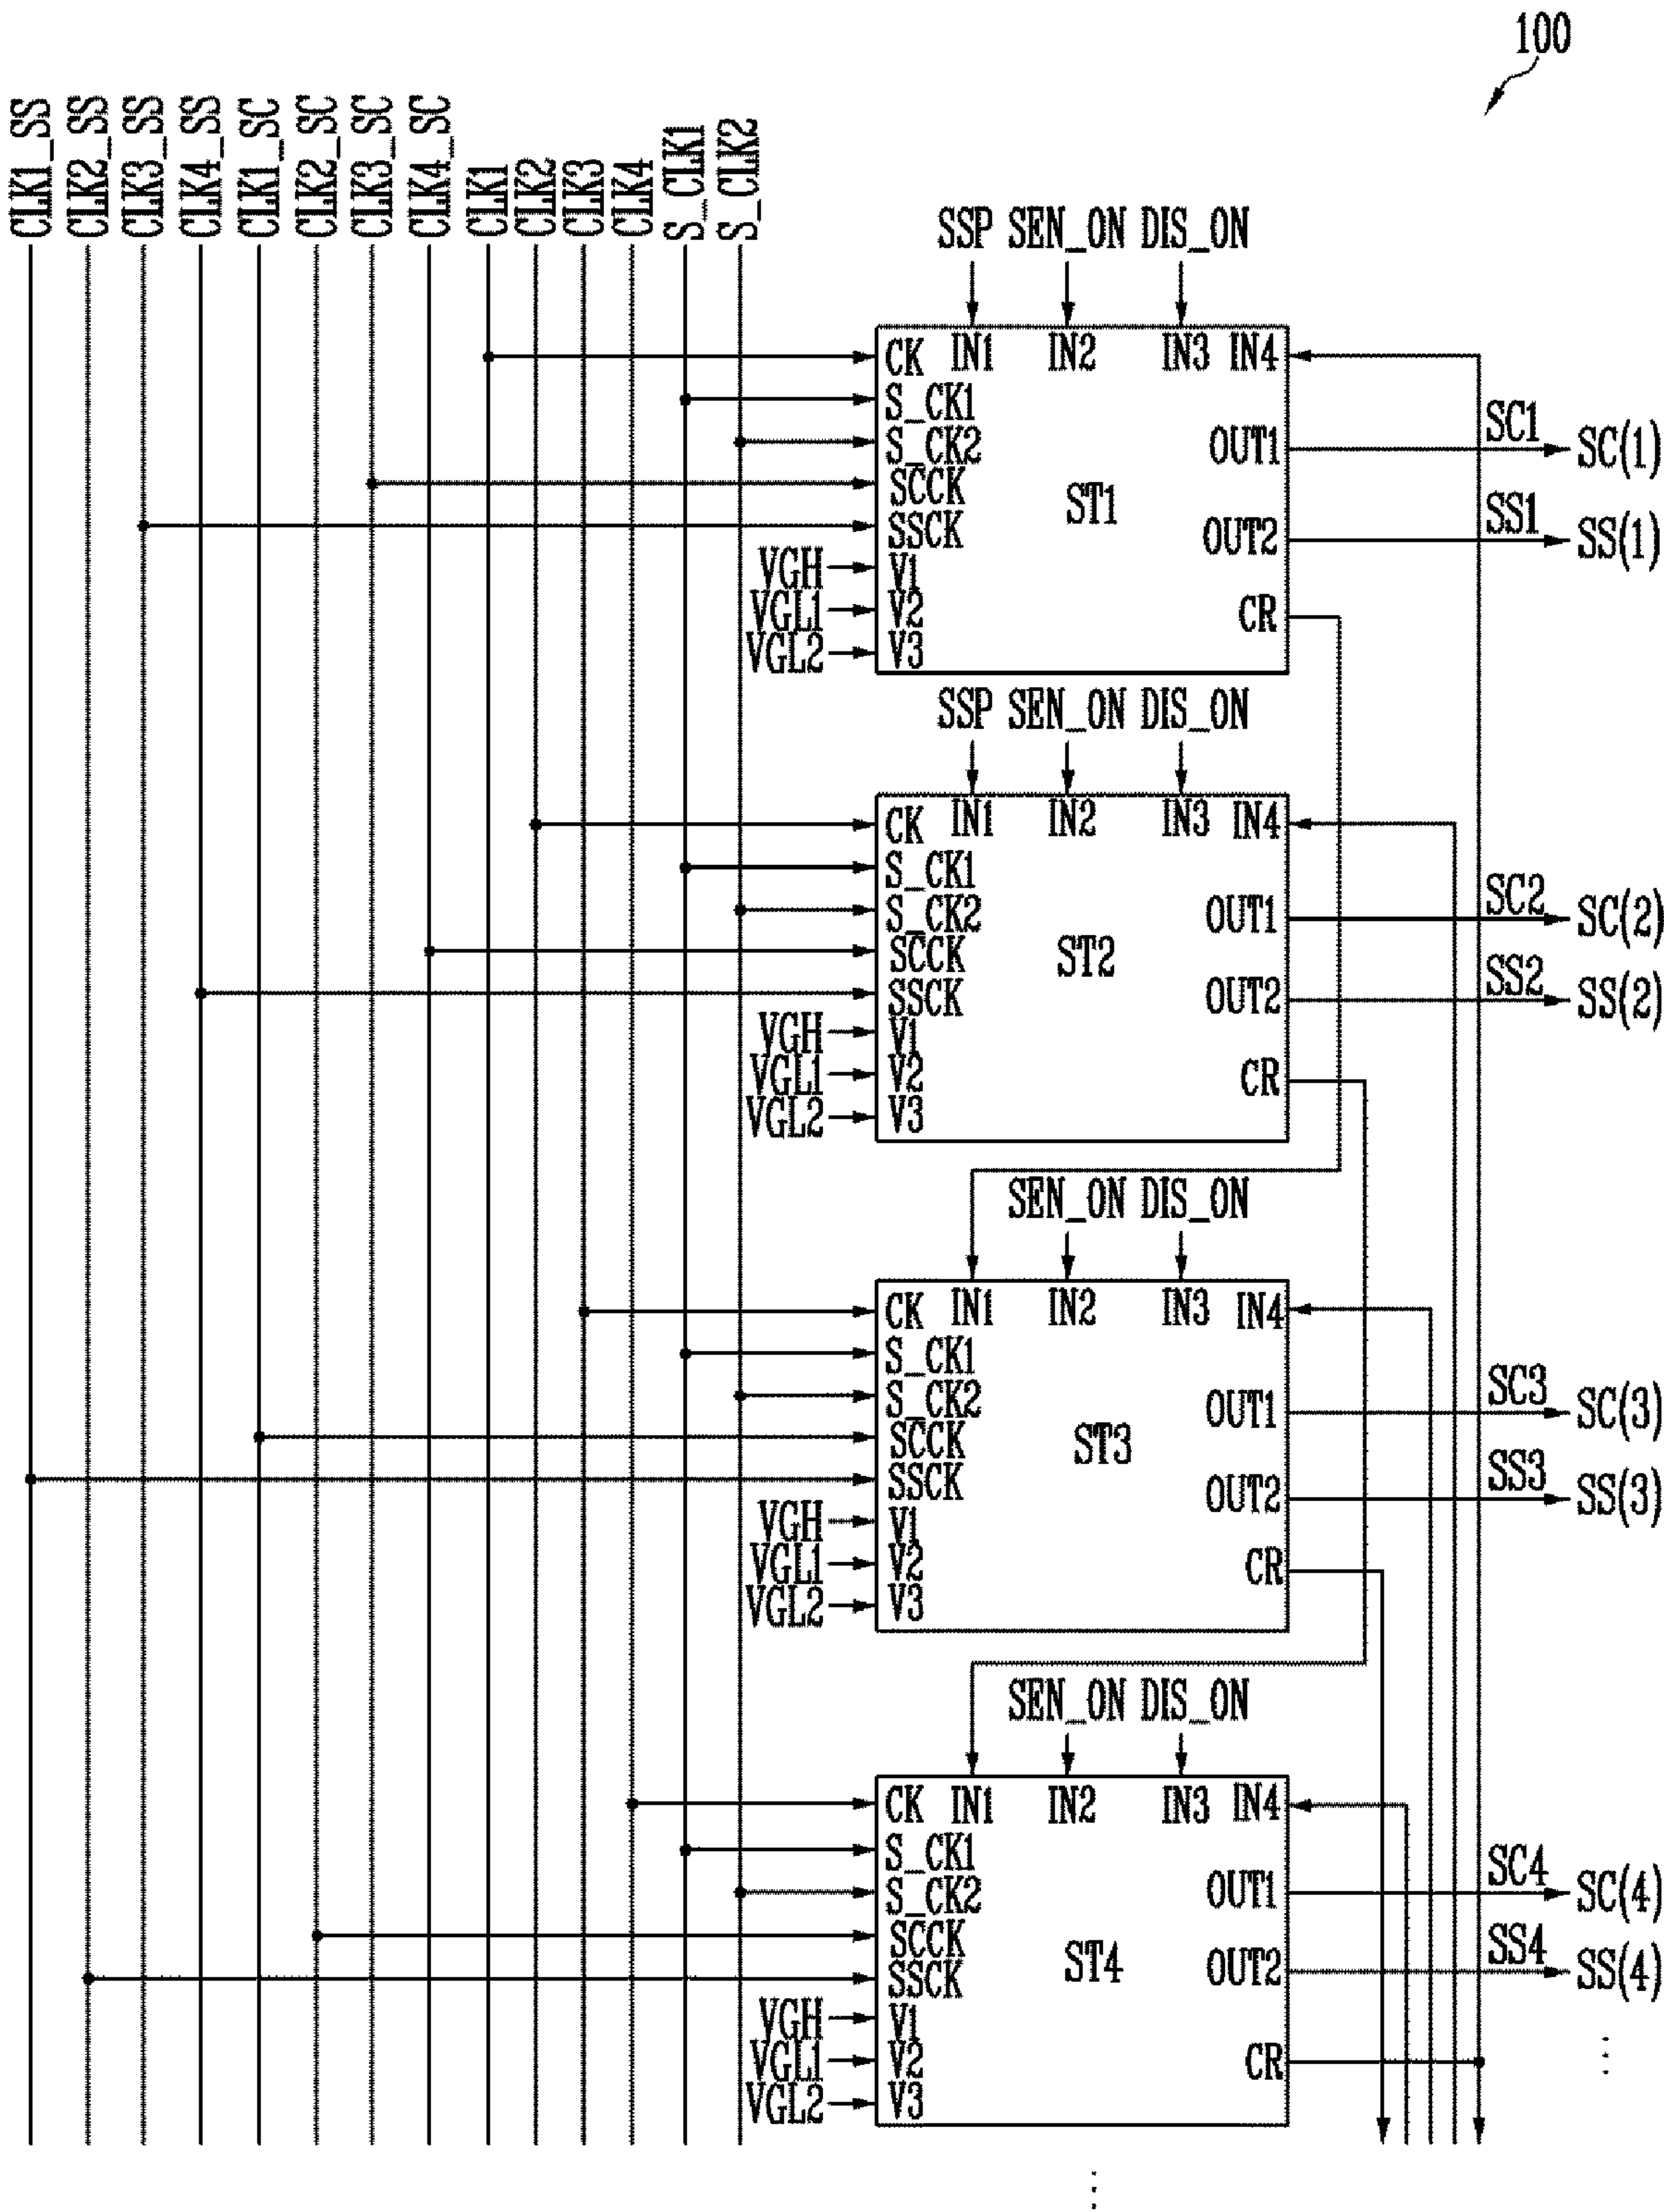 100
CLK1_SS
CLK2_SS
CLK3_SS
CLK4_SS
CLK1_SC
CLK2_SC
CLK3_SC
CLK4_SC
CLK1
CLK2
CLK3
CLK4
S_CLK1
S_CLK2
SSP SEN_ON DIS_ON
CK IN1 IN2 IN3 IN4
S_CK1
S_CK2
SCCK
SSCK
VGH V1
VGL1 V2
VGL2 V3
ST1
OUT1 SC1 SC(1)
OUT2 SS1 SS(1)
CR
SSP SEN_ON DIS_ON
CK IN1 IN2 IN3 IN4
S_CK1
S_CK2
SCCK
SSCK
VGH V1
VGL1 V2
VGL2 V3
ST2
OUT1 SC2 SC(2)
OUT2 SS2 SS(2)
CR
SEN_ON DIS_ON
CK IN1 IN2 IN3 IN4
S_CK1
S_CK2
SCCK
SSCK
VGH V1
VGL1 V2
VGL2 V3
ST3
OUT1 SC3 SC(3)
OUT2 SS3 SS(3)
CR
SEN_ON DIS_ON
CK IN1 IN2 IN3 IN4
S_CK1
S_CK2
SCCK
SSCK
VGH V1
VGL1 V2
VGL2 V3
ST4
OUT1 SC4 SC(4)
OUT2 SS4 SS(4)
CR